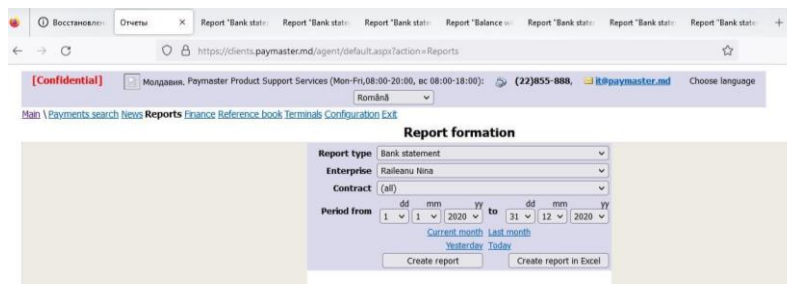 Восстановлен Отчеты × Report "Bank state Report "Bank state Report "Bank state Report "Balance w Report "Bank state Report "Bank state Report "Bank state +
https://clients.paymaster.md/agent/default.aspx?action=Reports
[Confidential] Молдавия, Paymaster Product Support Services (Mon-Fri,08:00-20:00, вс 08:00-18:00): (22)855-888, it@paymaster.md Choose language
Română
Main \ Payments search News Reports Finance Reference book Terminals Configuration Exit
Report formation
Report type Bank statement
Enterprise Raileanu Nina
Contract (all)
dd mm yy dd mm yy
Period from 1 1 2020 to 31 12 2020
Current month Last month
Yesterday Today
Create report Create report in Excel